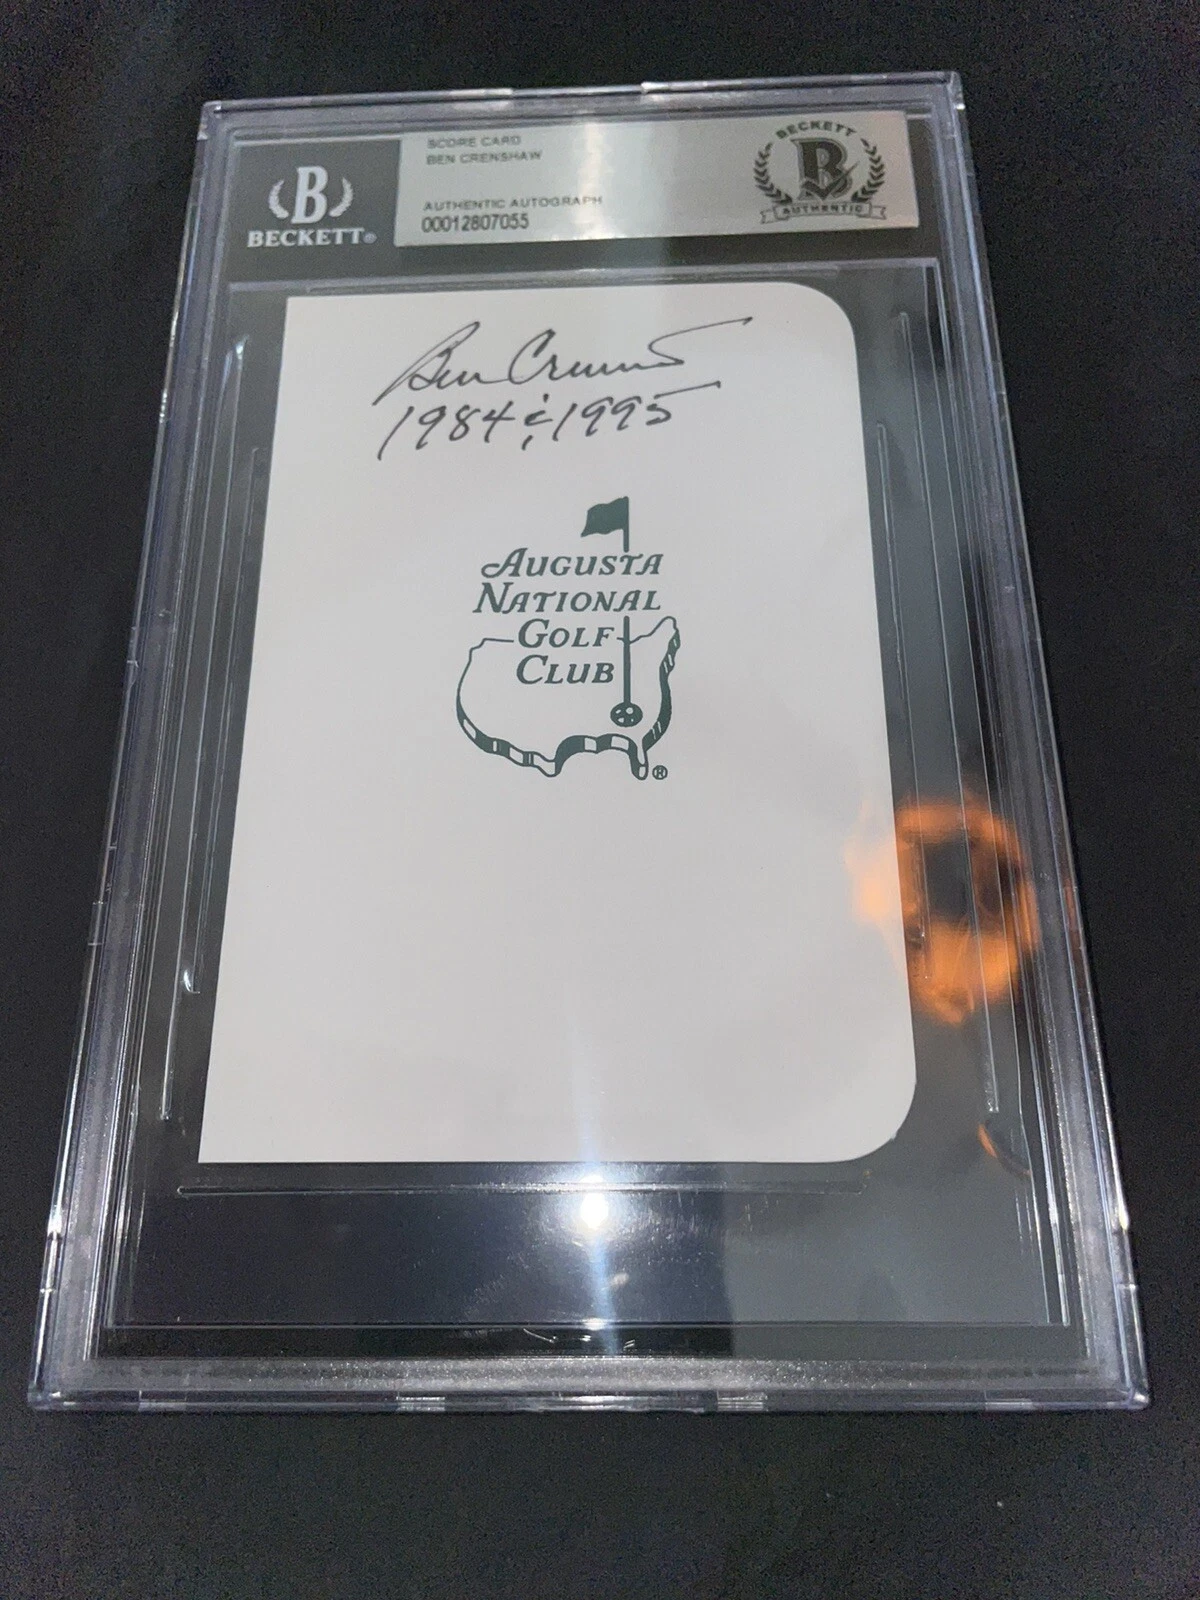 SCORE CARD
BEN CRENSHAW
AUTHENTIC AUTOGRAPH
00012807055
B
BECKETT®
BECKETT
B
AUTHENTIC
Ben Crenshaw
1984 & 1995
AUGUSTA
NATIONAL
GOLF
CLUB
®